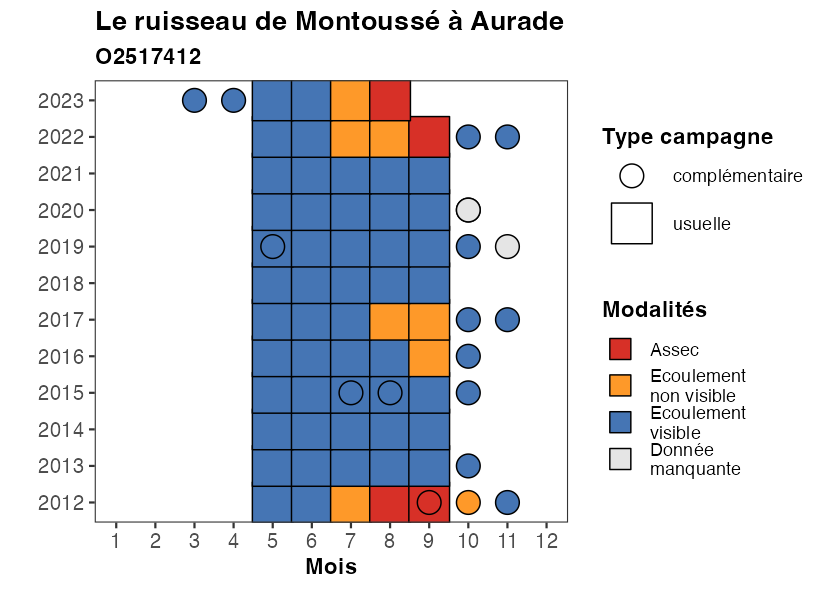 Le ruisseau de Montoussé à Aurade
O2517412
2023
2022
2021
2020
2019
2018
2017
2016
2015
2014
2013
2012
1 2 3 4 5 6 7 8 9 10 11 12
Mois
Type campagne
complémentaire
usuelle
Modalités
Assec
Ecoulement
non visible
Ecoulement
visible
Donnée
manquante